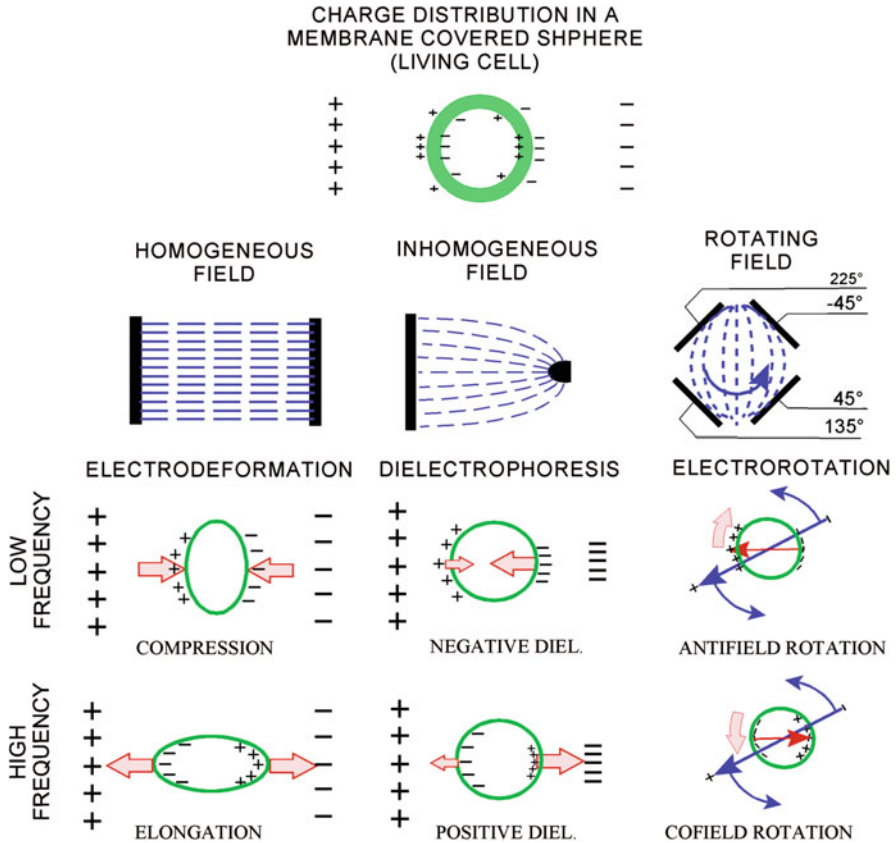 CHARGE DISTRIBUTION IN A
MEMBRANE COVERED SHPHERE
(LIVING CELL)
HOMOGENEOUS
FIELD
INHOMOGENEOUS
FIELD
ROTATING
FIELD
225°
-45°
45°
135°
ELECTRODEFORMATION
DIELECTROPHORESIS
ELECTROROTATION
LOW
FREQUENCY
COMPRESSION
NEGATIVE DIEL.
ANTIFIELD ROTATION
HIGH
FREQUENCY
ELONGATION
POSITIVE DIEL.
COFIELD ROTATION